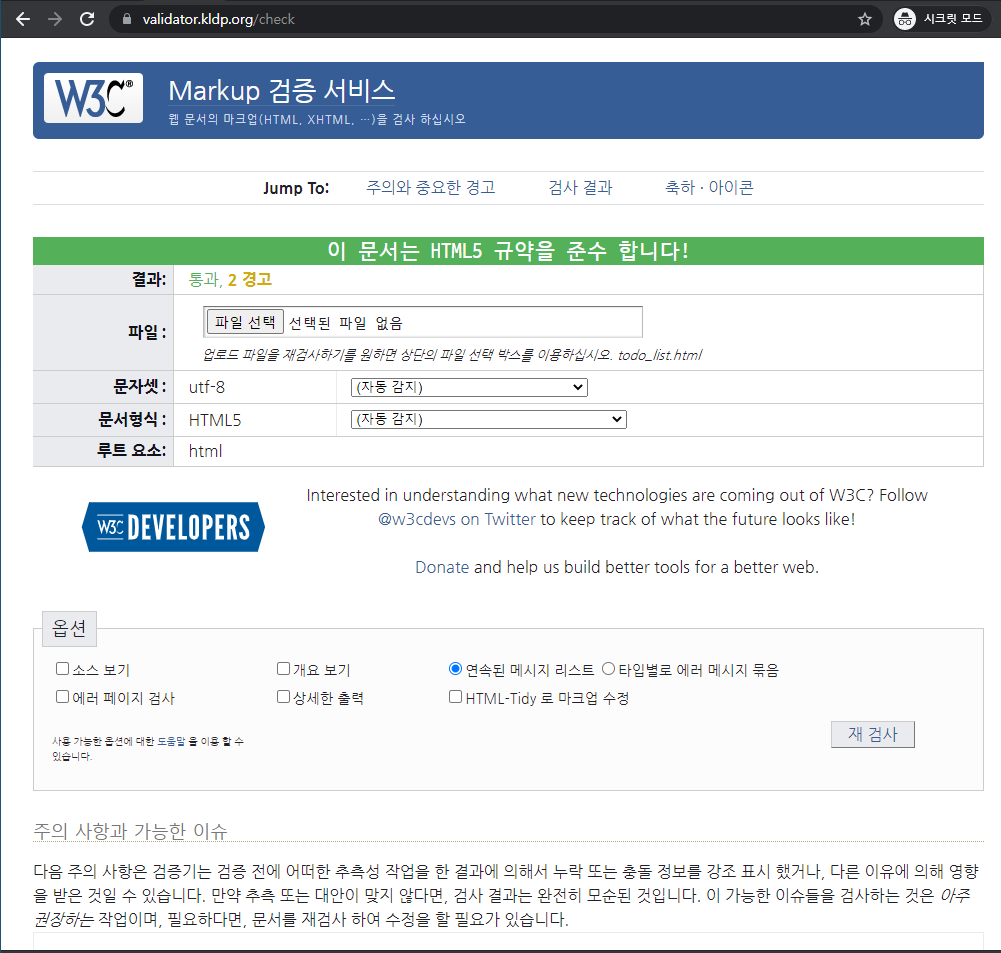 validator.kldp.org/check
시크릿 모드
W3C®
Markup 검증 서비스
웹 문서의 마크업(HTML, XHTML, …)을 검사 하십시오
Jump To: 주의와 중요한 경고 검사 결과 축하 · 아이콘
이 문서는 HTML5 규약을 준수 합니다!
결과: 통과, 2 경고
파일 : 파일 선택 선택된 파일 없음
업로드 파일을 재검사하기를 원하면 상단의 파일 선택 박스를 이용하십시오. todo_list.html
문자셋 : utf-8 (자동 감지)
문서형식 : HTML5 (자동 감지)
루트 요소: html
W3C DEVELOPERS
Interested in understanding what new technologies are coming out of W3C? Follow
@w3cdevs on Twitter to keep track of what the future looks like!
Donate and help us build better tools for a better web.
옵션
소스 보기 개요 보기 연속된 메시지 리스트 타입별로 에러 메시지 묶음
에러 페이지 검사 상세한 출력 HTML-Tidy 로 마크업 수정
사용 가능한 옵션에 대한 도움말 을 이용 할 수
있습니다.
재 검사
주의 사항과 가능한 이슈
다음 주의 사항은 검증기는 검증 전에 어떠한 추측성 작업을 한 결과에 의해서 누락 또는 충돌 정보를 강조 표시 했거나, 다른 이유에 의해 영향
을 받은 것일 수 있습니다. 만약 추측 또는 대안이 맞지 않다면, 검사 결과는 완전히 모순된 것입니다. 이 가능한 이슈들을 검사하는 것은 아주
권장하는 작업이며, 필요하다면, 문서를 재검사 하여 수정을 할 필요가 있습니다.